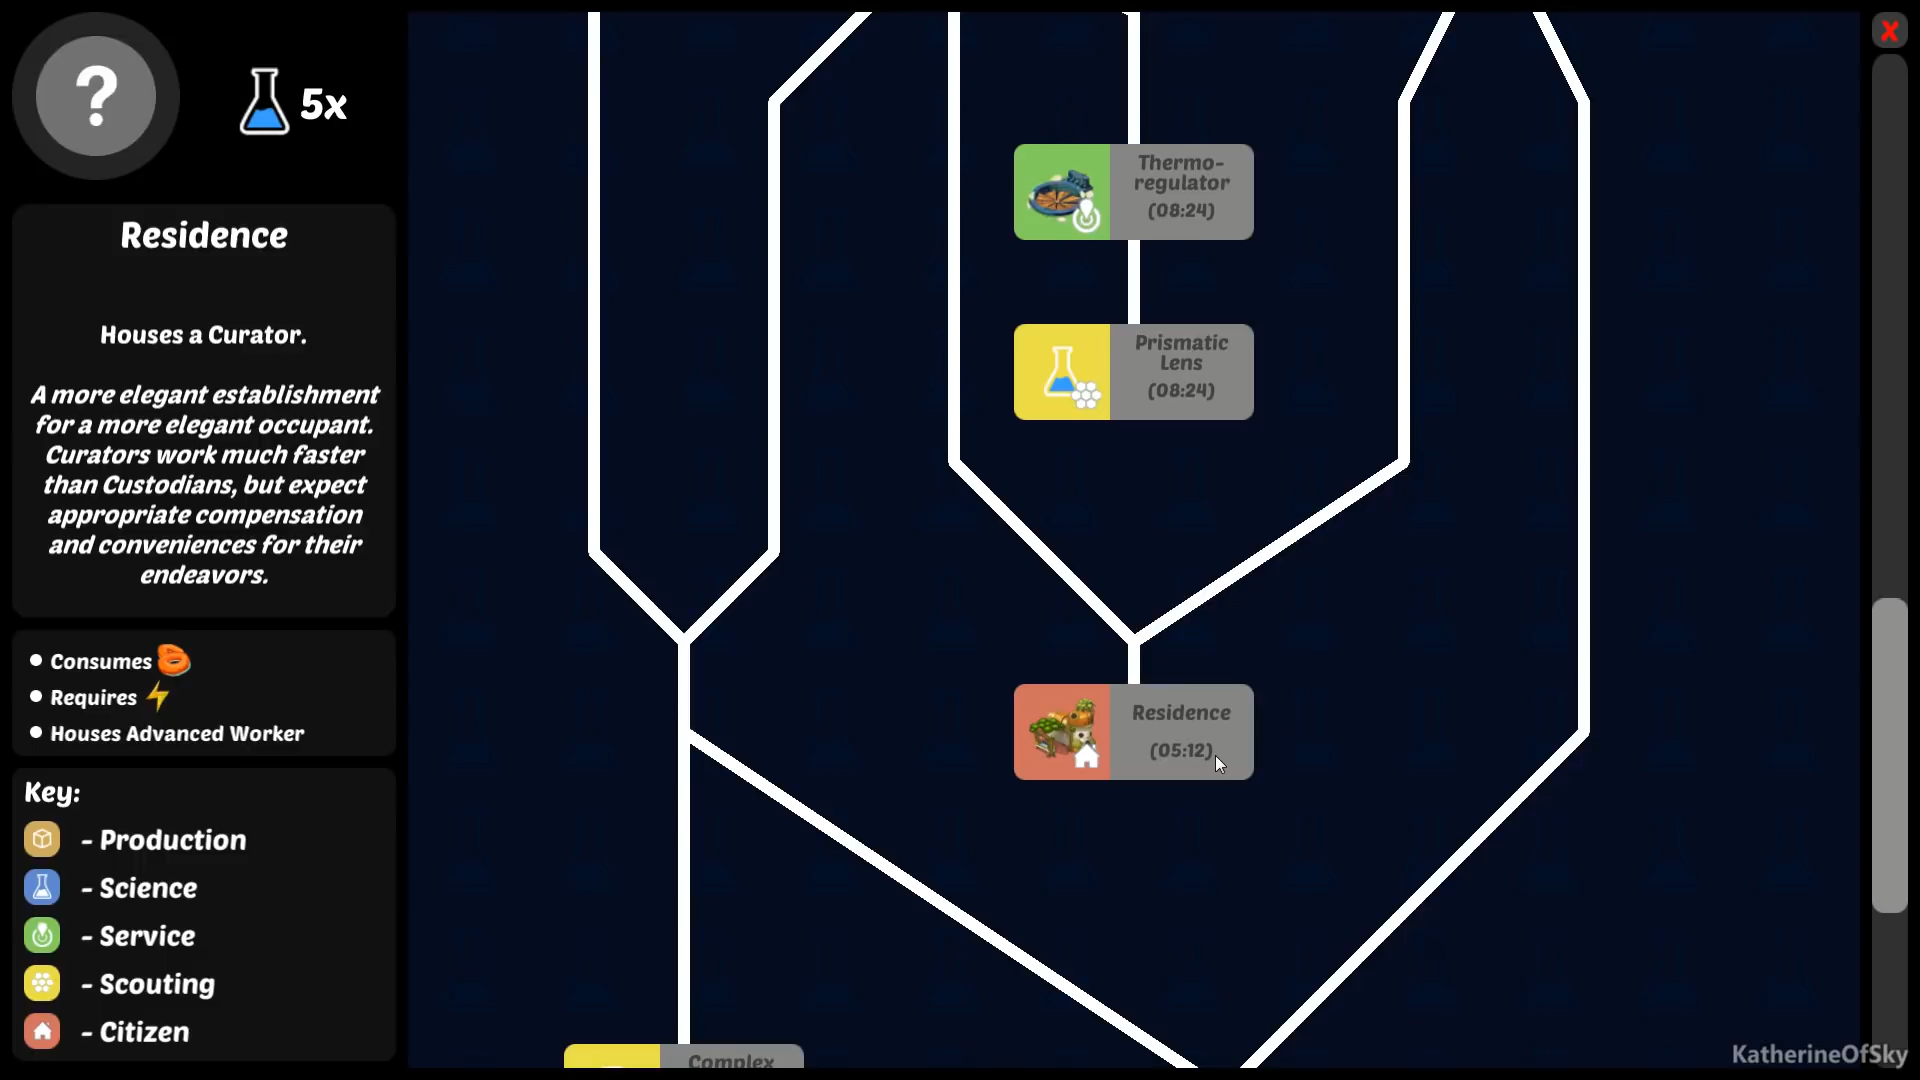 ?
5x
X
Residence
Houses a Curator.
A more elegant establishment
for a more elegant occupant.
Curators work much faster
than Custodians, but expect
appropriate compensation
and conveniences for their
endeavors.
• Consumes
• Requires
• Houses Advanced Worker
Key:
- Production
- Science
- Service
- Scouting
- Citizen
Thermo-
regulator
(08:24)
Prismatic
Lens
(08:24)
Residence
(05:12)
Complex
KatherineOfSky